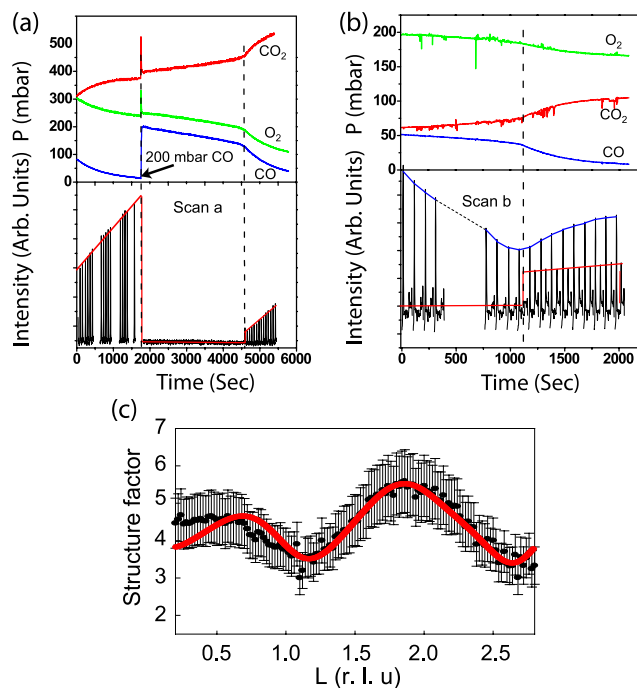 (a)
P (mbar)
500
400
300
200
100
0
CO₂
O₂
CO
200 mbar CO
Intensity (Arb. Units)
Scan a
0 1000 2000 3000 4000 5000 6000
Time (Sec)
(b)
P (mbar)
200
150
100
50
0
O₂
CO₂
CO
Intensity (Arb. Units)
Scan b
0 500 1000 1500 2000
Time (Sec)
(c)
Structure factor
7
6
5
4
3
2
0.5 1.0 1.5 2.0 2.5
L (r. l. u)